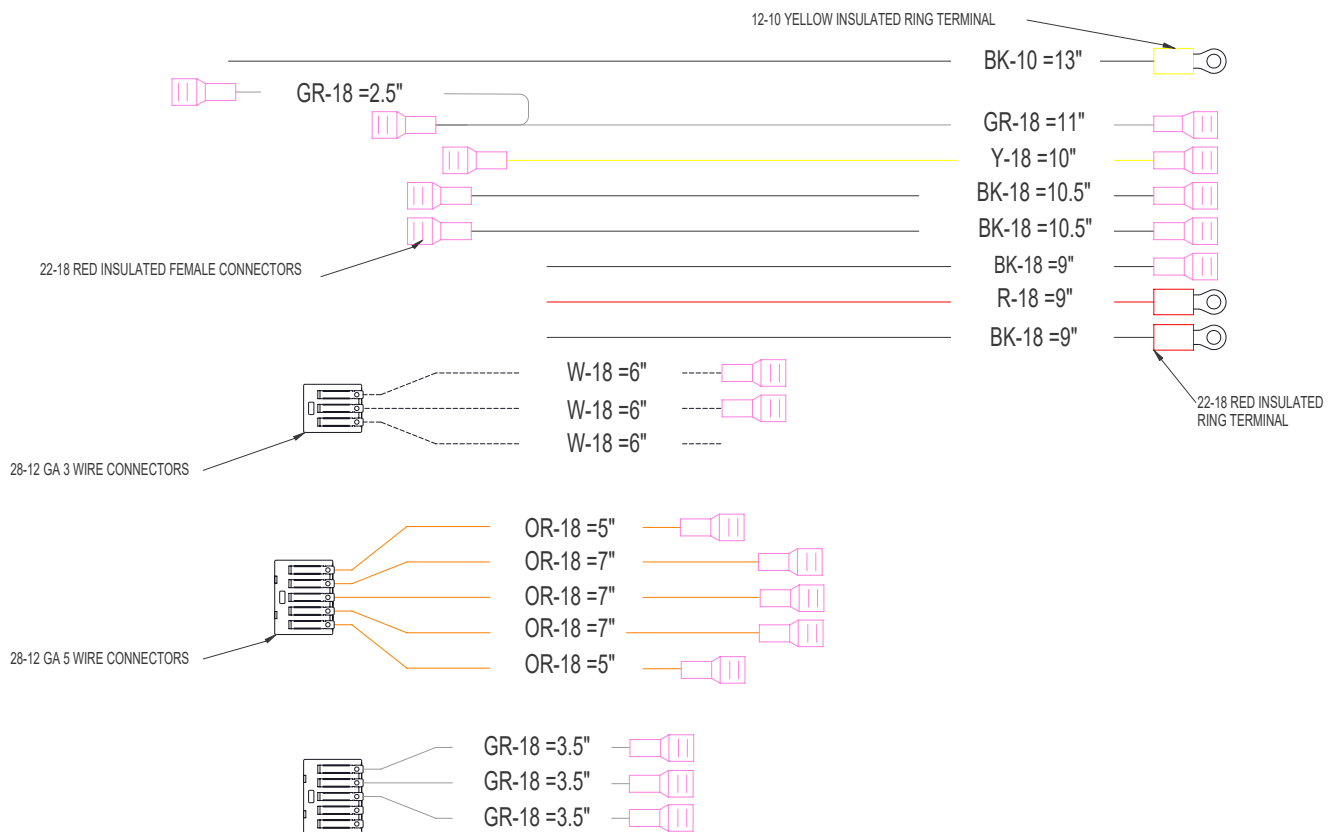 12-10 YELLOW INSULATED RING TERMINAL
BK-10 =13"
GR-18 =2.5"
GR-18 =11"
Y-18 =10"
BK-18 =10.5"
BK-18 =10.5"
22-18 RED INSULATED FEMALE CONNECTORS
BK-18 =9"
R-18 =9"
BK-18 =9"
W-18 =6"
W-18 =6"
W-18 =6"
22-18 RED INSULATED
RING TERMINAL
28-12 GA 3 WIRE CONNECTORS
OR-18 =5"
OR-18 =7"
OR-18 =7"
OR-18 =7"
OR-18 =5"
28-12 GA 5 WIRE CONNECTORS
GR-18 =3.5"
GR-18 =3.5"
GR-18 =3.5"